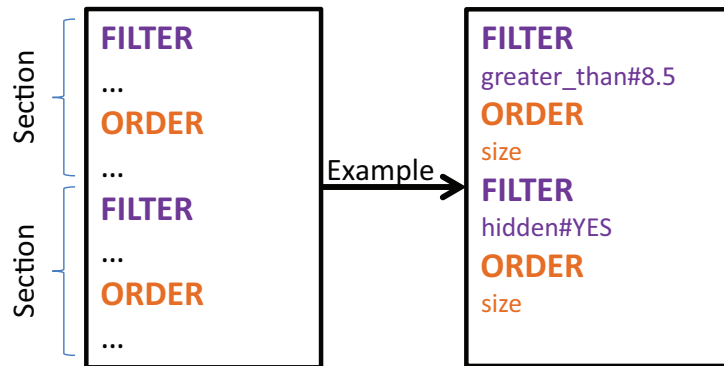 Section
Section
FILTER
...
ORDER
...
FILTER
...
ORDER
...
Example
FILTER
greater_than#8.5
ORDER
size
FILTER
hidden#YES
ORDER
size